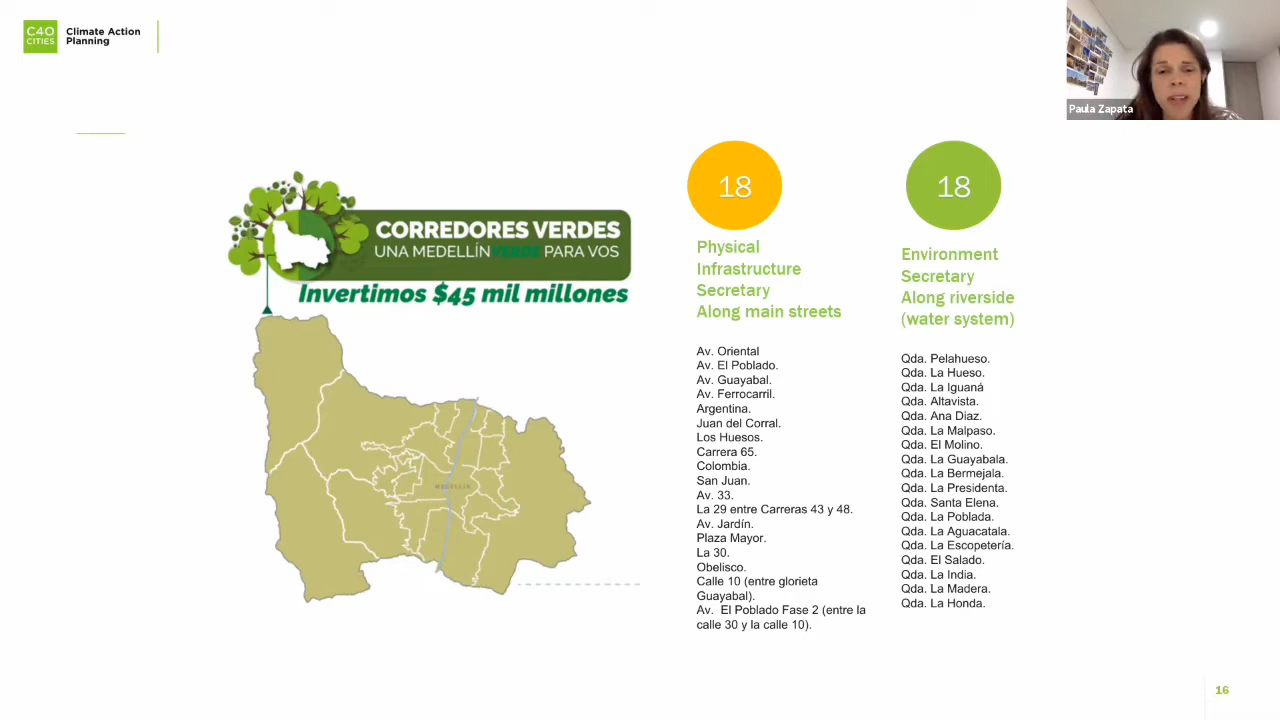 C40
CITIES
Climate Action
Planning
Paula Zapata
CORREDORES VERDES
UNA MEDELLÍN VERDE PARA VOS
Invertimos $45 mil millones
MEDELLÍN
18
Physical
Infrastructure
Secretary
Along main streets
Av. Oriental
Av. El Poblado.
Av. Guayabal.
Av. Ferrocarril.
Argentina.
Juan del Corral.
Los Huesos.
Carrera 65.
Colombia.
San Juan.
Av. 33.
La 29 entre Carreras 43 y 48.
Av. Jardín.
Plaza Mayor.
La 30.
Obelisco.
Calle 10 (entre glorieta
Guayabal).
Av. El Poblado Fase 2 (entre la
calle 30 y la calle 10).
18
Environment
Secretary
Along riverside
(water system)
Qda. Pelahueso.
Qda. La Hueso.
Qda. La Iguaná
Qda. Altavista.
Qda. Ana Diaz.
Qda. La Malpaso.
Qda. El Molino.
Qda. La Guayabala.
Qda. La Bermejala.
Qda. La Presidenta.
Qda. Santa Elena.
Qda. La Poblada.
Qda. La Aguacatala.
Qda. La Escopetería.
Qda. El Salado.
Qda. La India.
Qda. La Madera.
Qda. La Honda.
16